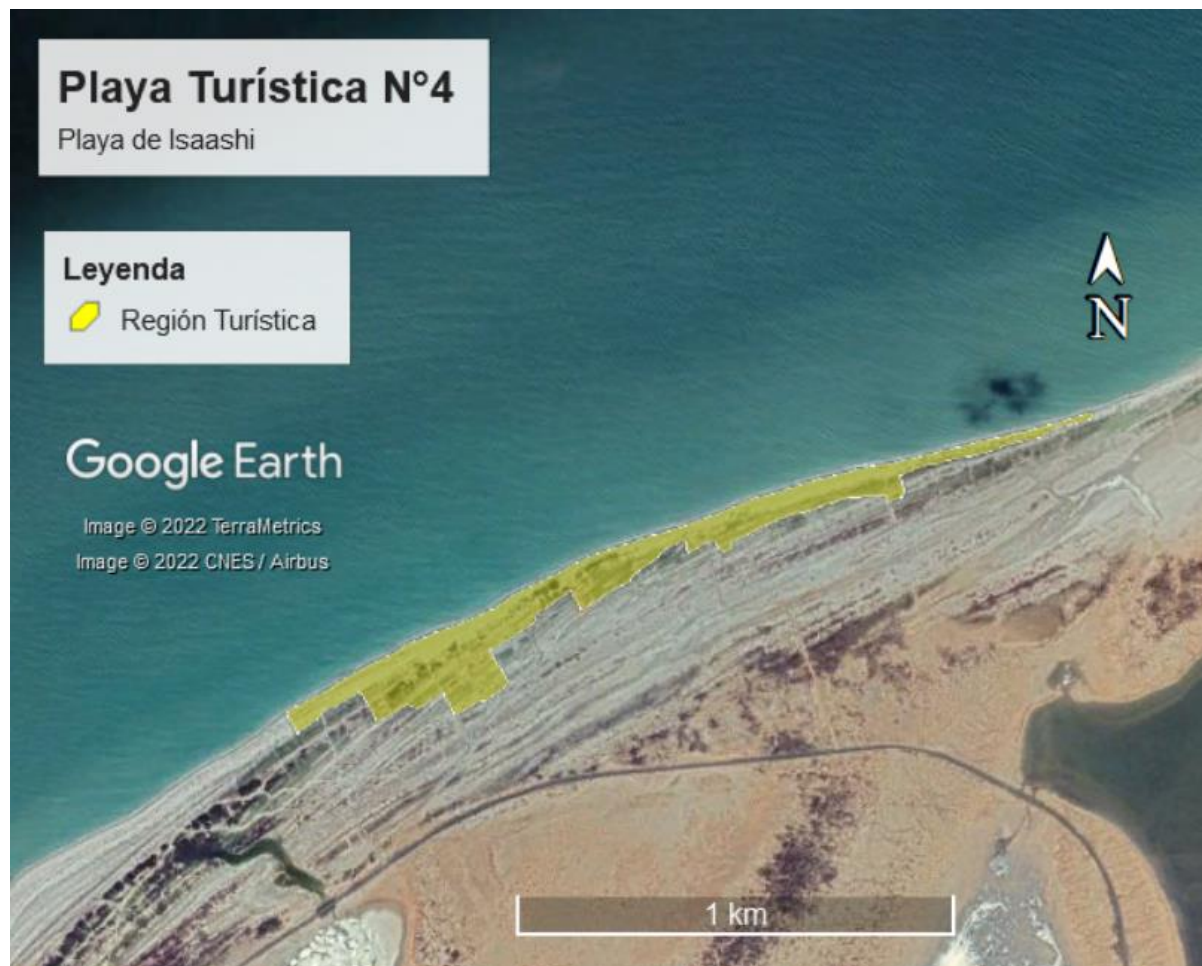 Playa Turística N°4
Playa de Isaashi
Leyenda
Región Turística
N
Google Earth
Image © 2022 TerraMetrics
Image © 2022 CNES / Airbus
1 km